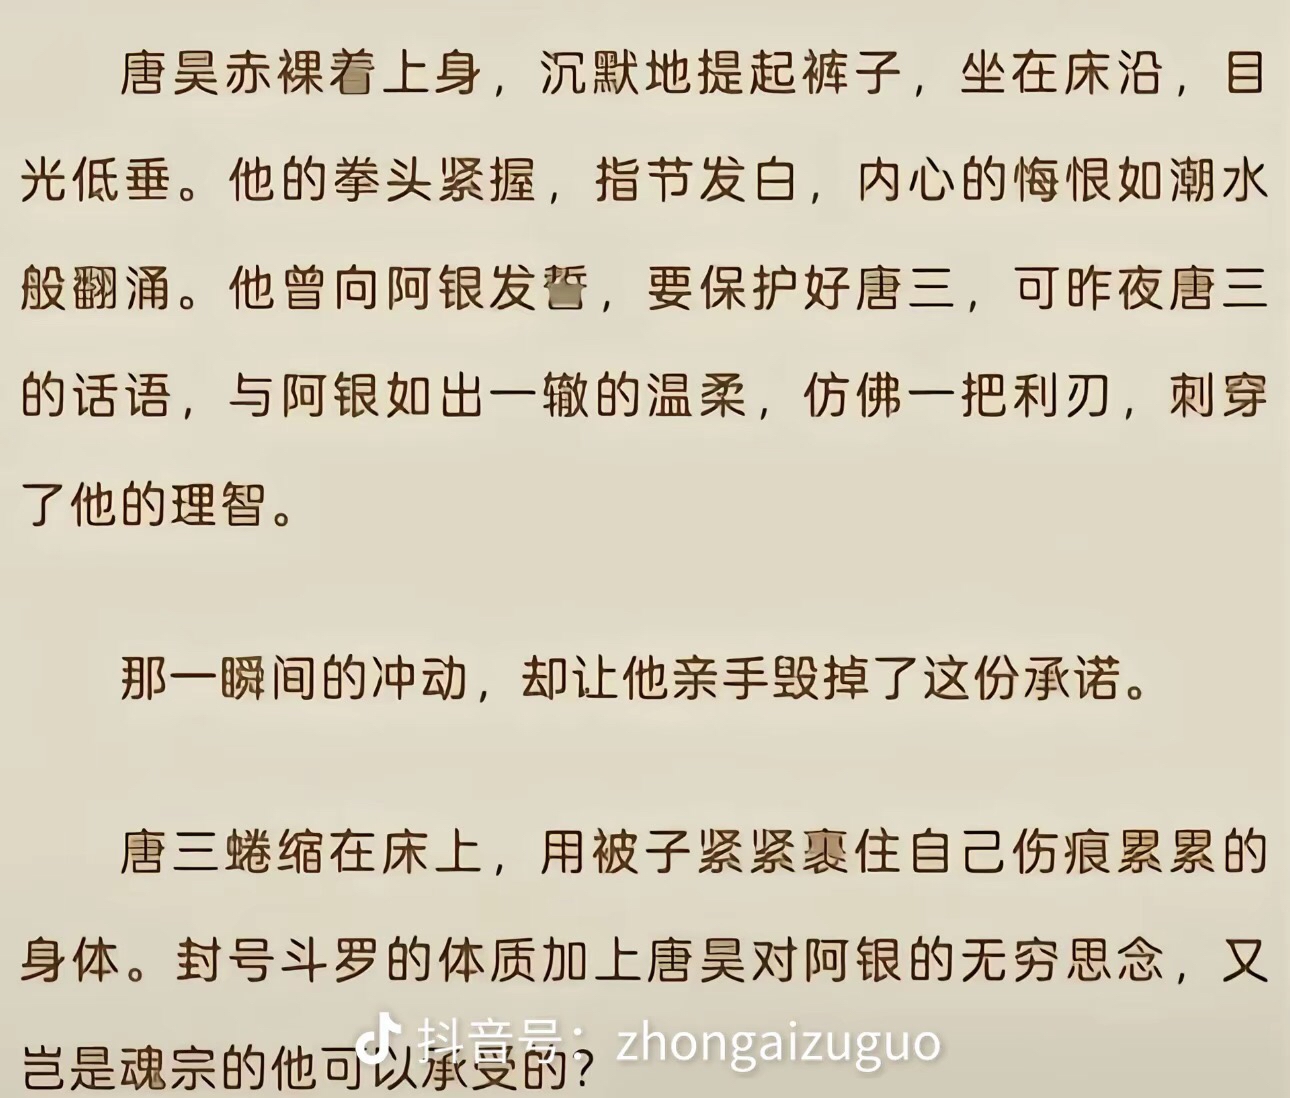 唐昊赤裸着上身，沉默地提起裤子，坐在床沿，目
光低垂。他的拳头紧握，指节发白，内心的悔恨如潮水
般翻涌。他曾向阿银发誓，要保护好唐三，可昨夜唐三
的话语，与阿银如出一辙的温柔，仿佛一把利刃，刺穿
了他的理智。
那一瞬间的冲动，却让他亲手毁掉了这份承诺。
唐三蜷缩在床上，用被子紧紧裹住自己伤痕累累的
身体。封号斗罗的体质加上唐昊对阿银的无穷思念，又
岂是魂宗的他可以承受的？
抖音号：zhongaizuguo